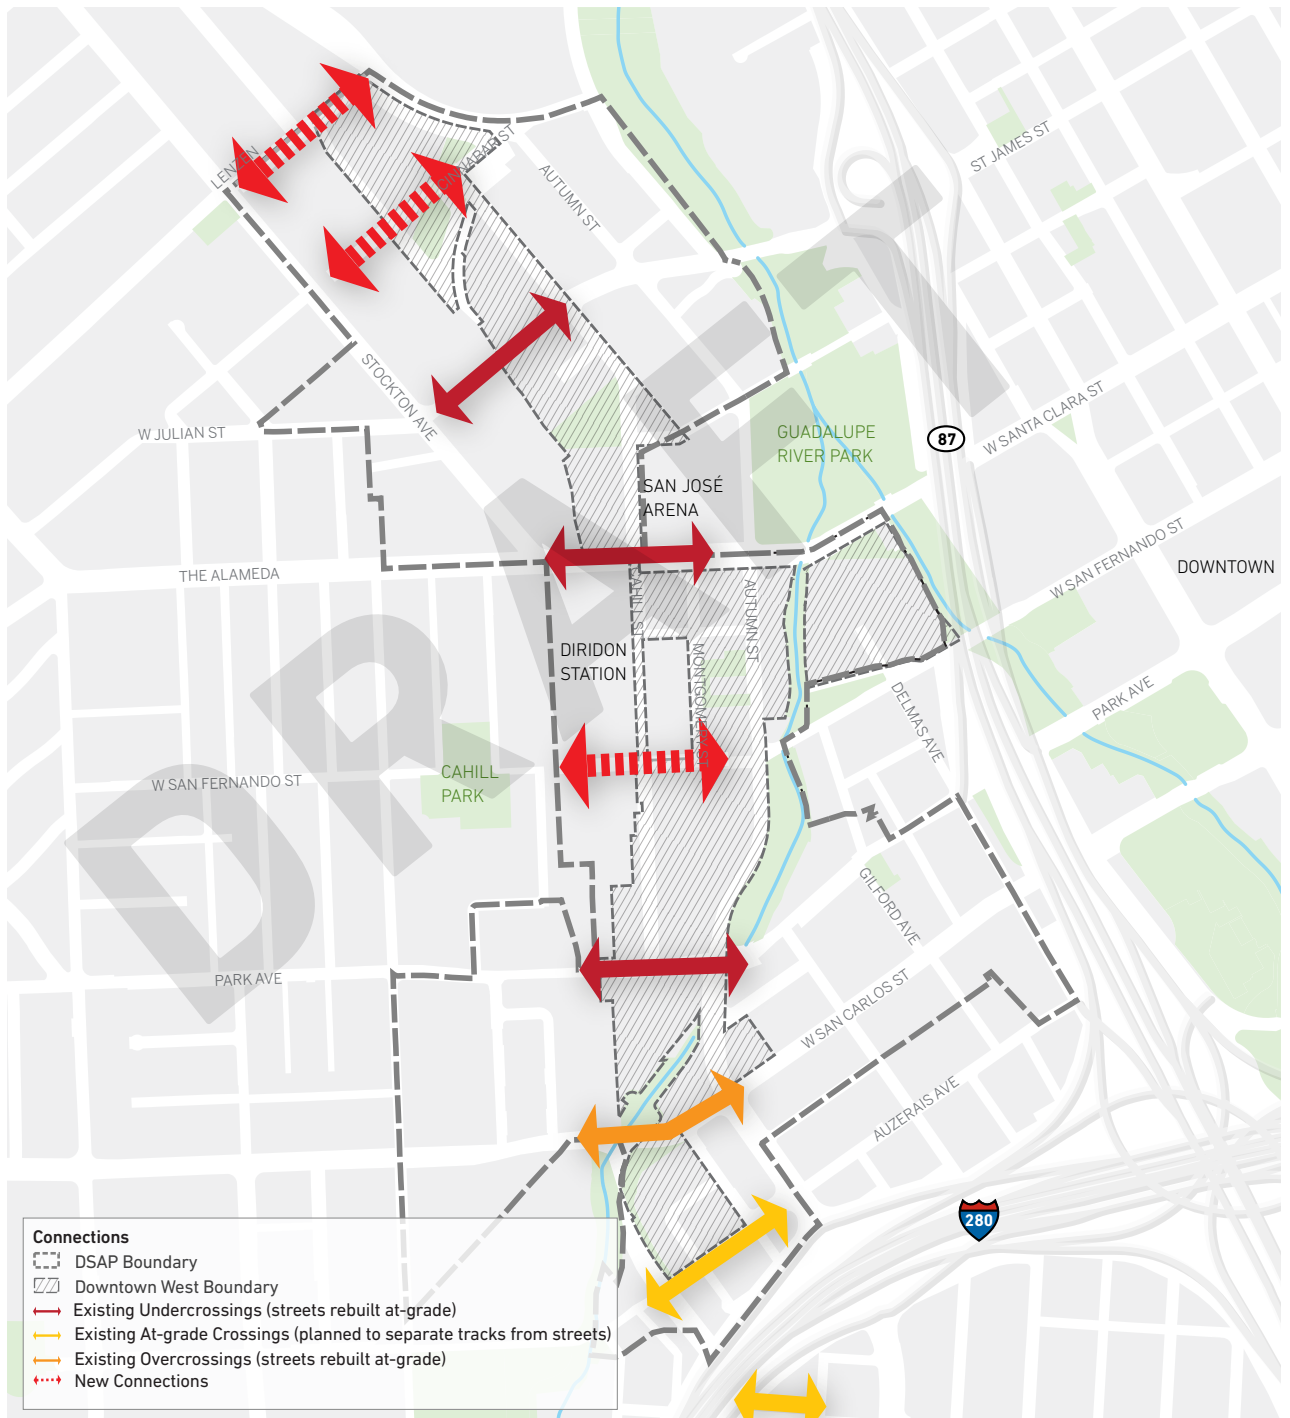 LENZEN
CINNABAR ST
AUTUMN ST
ST JAMES ST
STOCKTON AVE
W JULIAN ST
GUADALUPE
RIVER PARK
87
W SANTA CLARA ST
SAN JOSÉ
ARENA
THE ALAMEDA
CAHILL ST
AUTUMN ST
W SAN FERNANDO ST
DOWNTOWN
DIRIDON
STATION
MONTGOMERY ST
DELMAS AVE
PARK AVE
W SAN FERNANDO ST
CAHILL
PARK
GILFORD AVE
PARK AVE
W SAN CARLOS ST
AUZERAIS AVE
280
DRAFT
Connections
DSAP Boundary
Downtown West Boundary
Existing Undercrossings (streets rebuilt at-grade)
Existing At-grade Crossings (planned to separate tracks from streets)
Existing Overcrossings (streets rebuilt at-grade)
New Connections